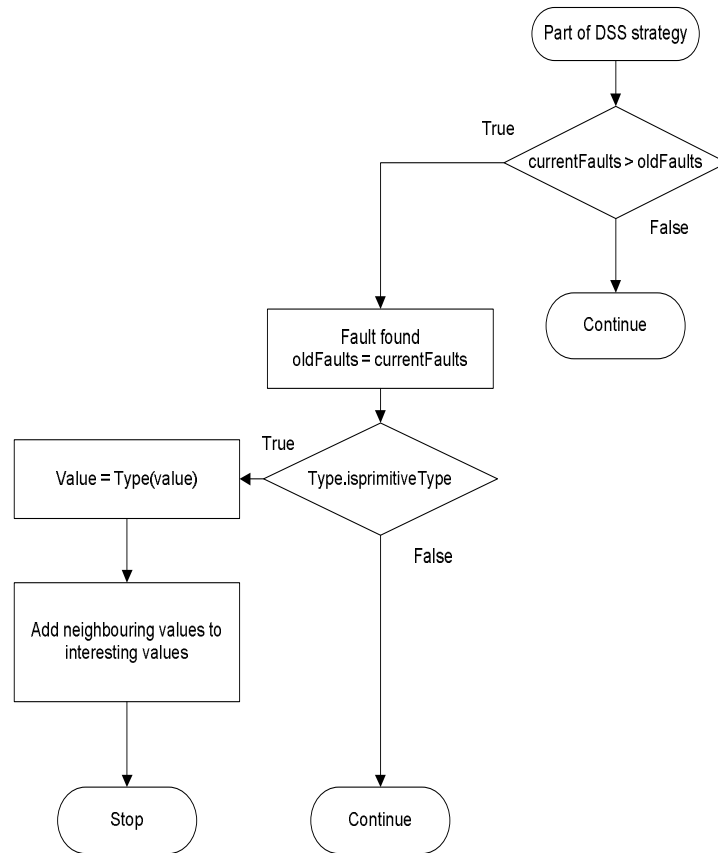 Part of DSS strategy
True
currentFaults > oldFaults
False
Continue
Fault found
oldFaults = currentFaults
True
Value = Type(value)
Type.isprimitiveType
False
Add neighbouring values to
interesting values
Stop
Continue